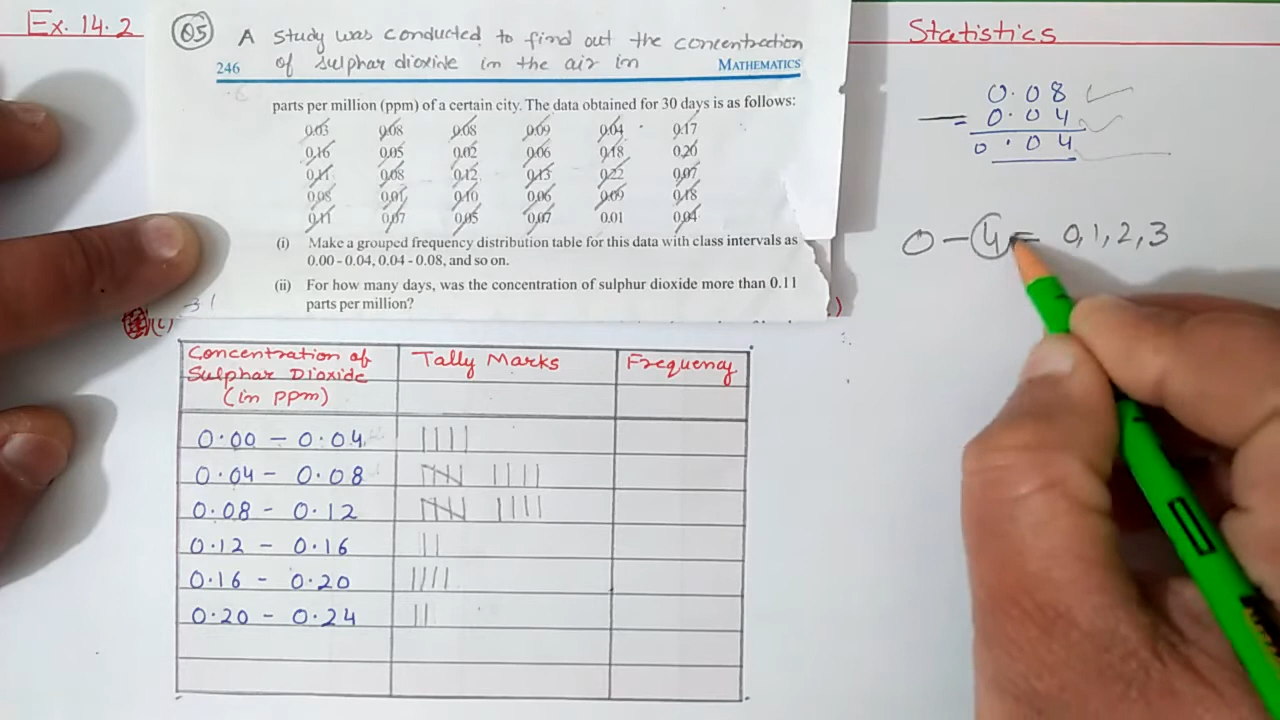 Ex. 14.2
Q5 A study was conducted to find out the concentraction
of Sulphar dioxide in the air in
246 MATHEMATICS
parts per million (ppm) of a certain city. The data obtained for 30 days is as follows:
0.03 0.08 0.08 0.09 0.04 0.17
0.16 0.05 0.02 0.06 0.18 0.20
0.11 0.08 0.12 0.13 0.22 0.07
0.08 0.01 0.10 0.06 0.09 0.18
0.11 0.07 0.05 0.07 0.01 0.04
(i) Make a grouped frequency distribution table for this data with class intervals as
0.00 - 0.04, 0.04 - 0.08, and so on.
(ii) For how many days, was the concentration of sulphur dioxide more than 0.11
parts per million?
(i)
Concentration of Tally Marks Frequency
Sulphar Dioxide
(in ppm)
0.00 - 0.04 ||||
0.04 - 0.08 |||| ||||
0.08 - 0.12 |||| ||||
0.12 - 0.16 ||
0.16 - 0.20 ||||
0.20 - 0.24 ||
Statistics
0.08
= 0.04
0.04
0 - 4 = 0,1,2,3